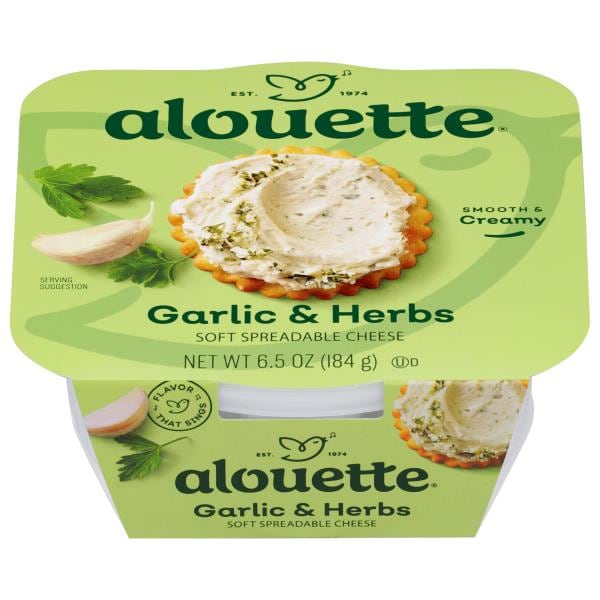 EST. 1974
alouette®
SMOOTH &
Creamy
SERVING
SUGGESTION
Garlic & Herbs
SOFT SPREADABLE CHEESE
NET WT 6.5 OZ (184 g) ⓊD
FLAVOR
THAT SINGS
EST. 1974
alouette®
Garlic & Herbs
SOFT SPREADABLE CHEESE